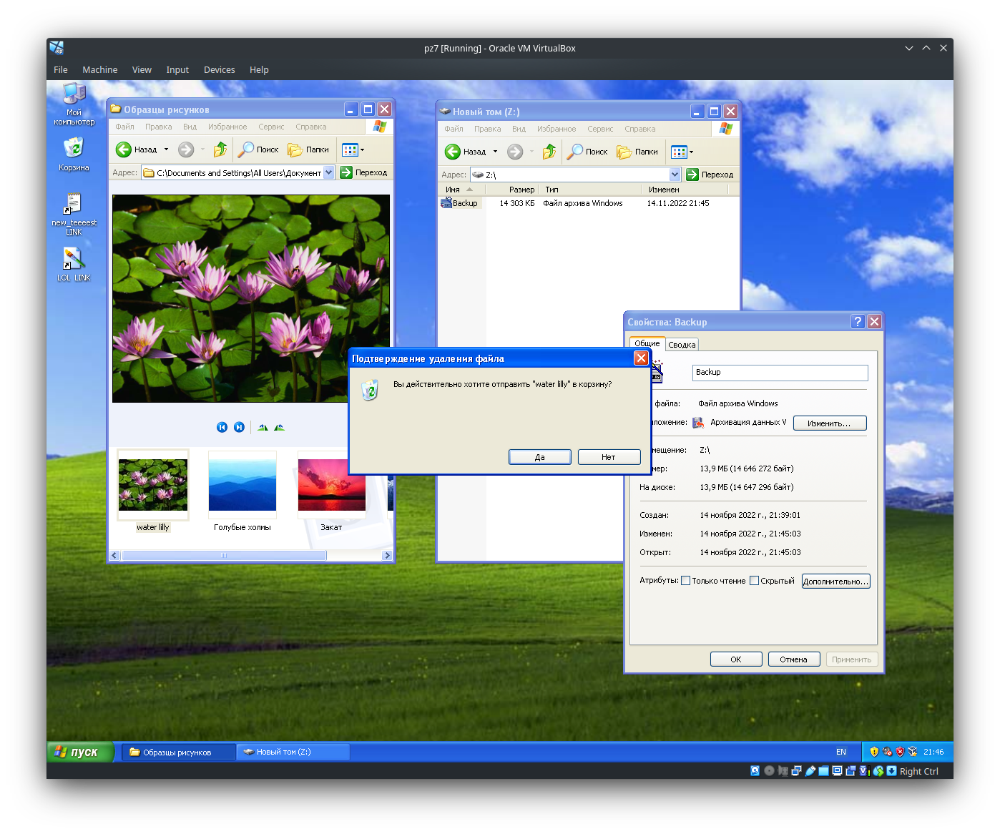 pz7 [Running] - Oracle VM VirtualBox
File Machine View Input Devices Help
Мой компьютер
Корзина
new_teeeest LINK
LOL LINK
Образцы рисунков
Файл Правка Вид Избранное Сервис Справка
Назад Поиск Папки
Адрес: C:\Documents and Settings\All Users\Документ Переход
water lilly Голубые холмы Закат
Новый том (Z:)
Файл Правка Вид Избранное Сервис Справка
Назад Поиск Папки
Адрес: Z:\ Переход
Имя Размер Тип Изменен
Backup 14 303 КБ Файл архива Windows 14.11.2022 21:45
Подтверждение удаления файла
Вы действительно хотите отправить "water lilly" в корзину?
Да Нет
Свойства: Backup
Общие Сводка
Backup
файла: Файл архива Windows
ложение: Архивация данных Изменить...
мещение: Z:\
мер: 13,9 МБ (14 646 272 байт)
На диске: 13,9 МБ (14 647 296 байт)
Создан: 14 ноября 2022 г., 21:39:01
Изменен: 14 ноября 2022 г., 21:45:03
Открыт: 14 ноября 2022 г., 21:45:03
Атрибуты: Только чтение Скрытый Дополнительно...
ОК Отмена Применить
пуск Образцы рисунков Новый том (Z:) EN 21:46
Right Ctrl